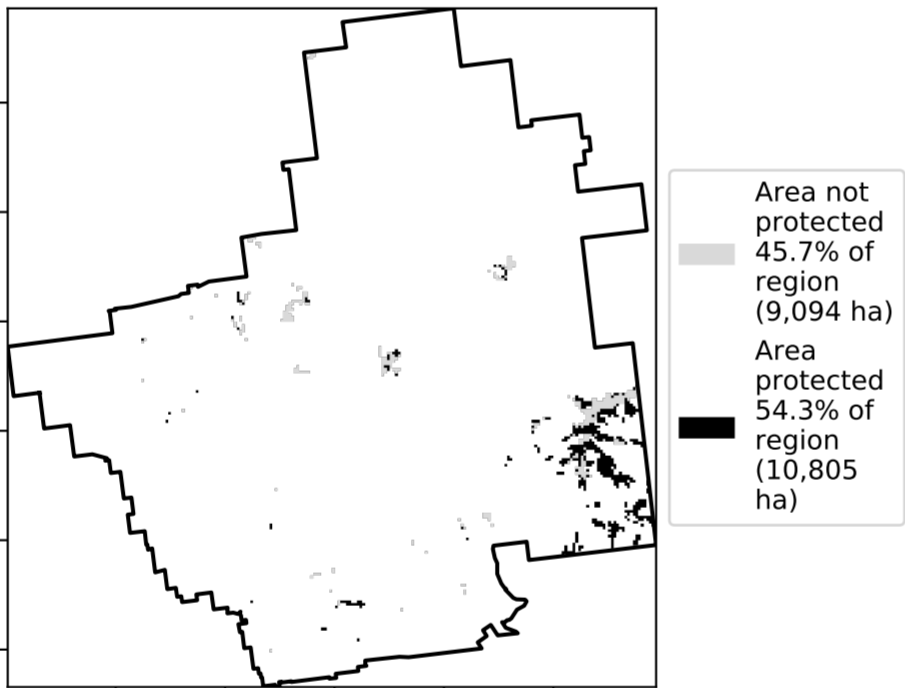 Area not
protected
45.7% of
region
(9,094 ha)
Area
protected
54.3% of
region
(10,805
ha)